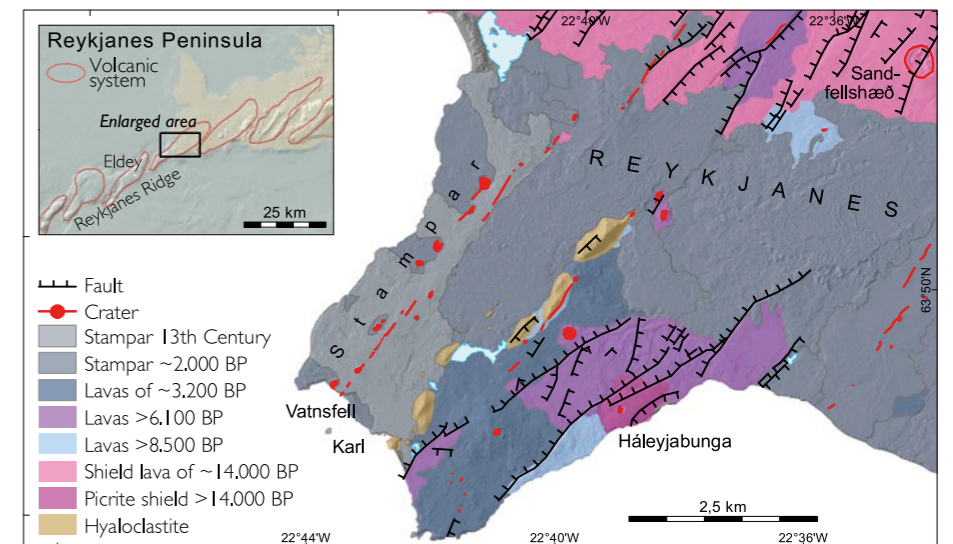 22°40'W
22°36'W
Reykjanes Peninsula
Volcanic
system
Enlarged area
Eldey
Reykjanes Ridge
25 km
Sand-
fellshæð
REYKJANES
Stampar
63°50'N
Fault
Crater
Stampar 13th Century
Stampar ~2.000 BP
Lavas of ~3.200 BP
Lavas >6.100 BP
Lavas >8.500 BP
Shield lava of ~14.000 BP
Picrite shield >14.000 BP
Hyaloclastite
Vatnsfell
Karl
Háleyjabunga
2,5 km
22°44'W
22°40'W
22°36'W